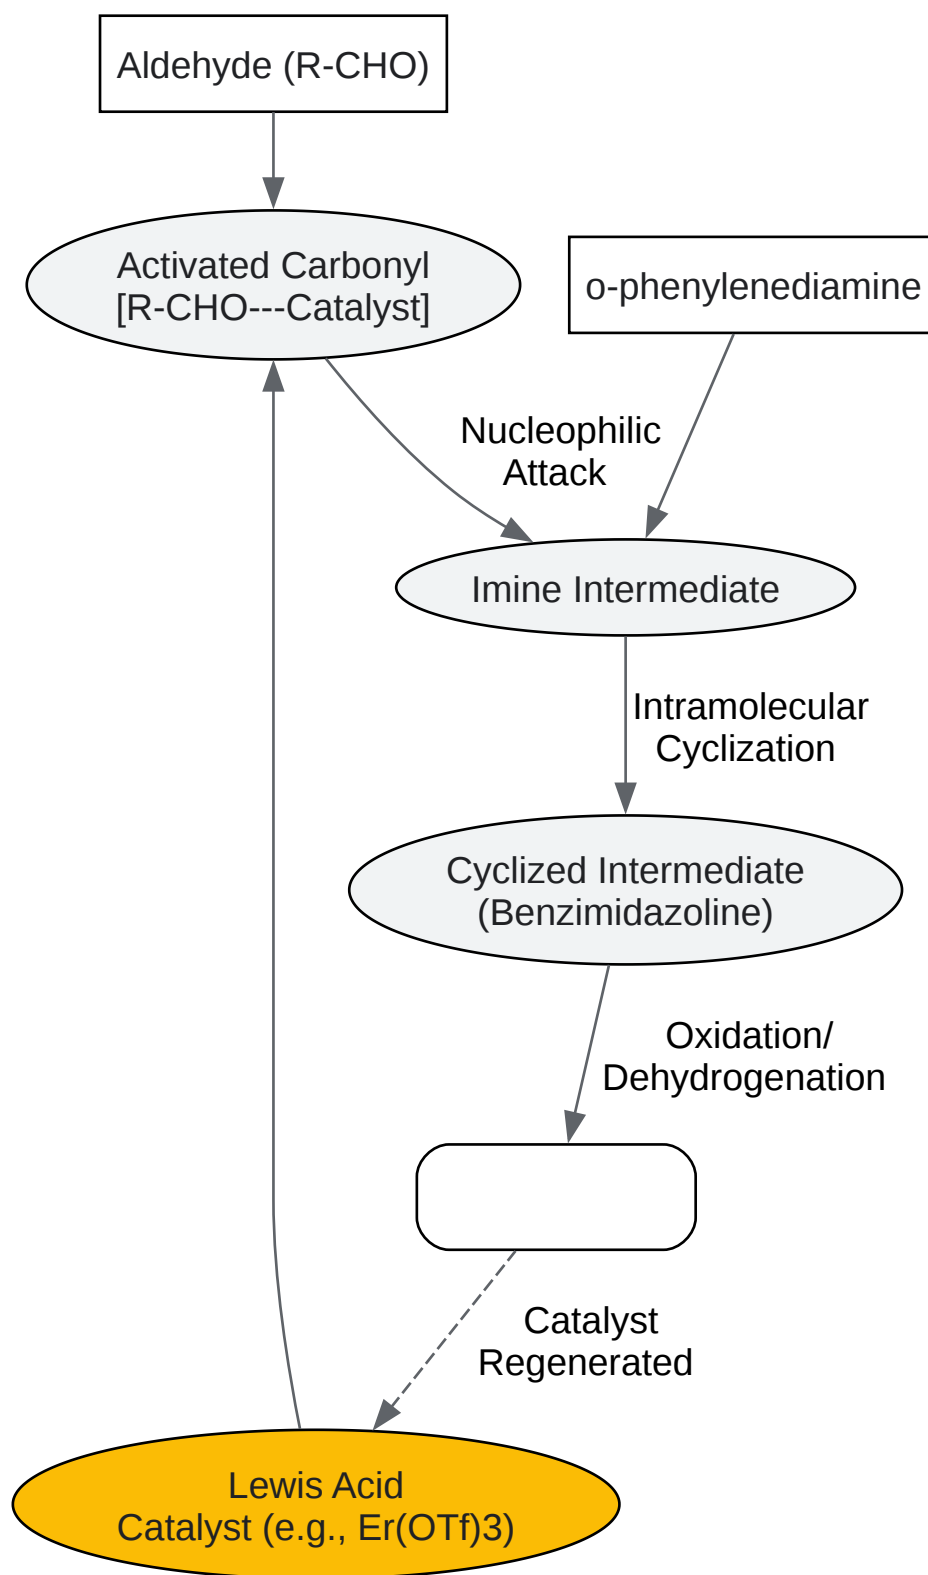 Aldehyde (R-CHO)
Activated Carbonyl
[R-CHO---Catalyst]
o-phenylenediamine
Nucleophilic
Attack
Imine Intermediate
Intramolecular
Cyclization
Cyclized Intermediate
(Benzimidazoline)
Oxidation/
Dehydrogenation
Catalyst
Regenerated
Lewis Acid
Catalyst (e.g., Er(OTf)3)